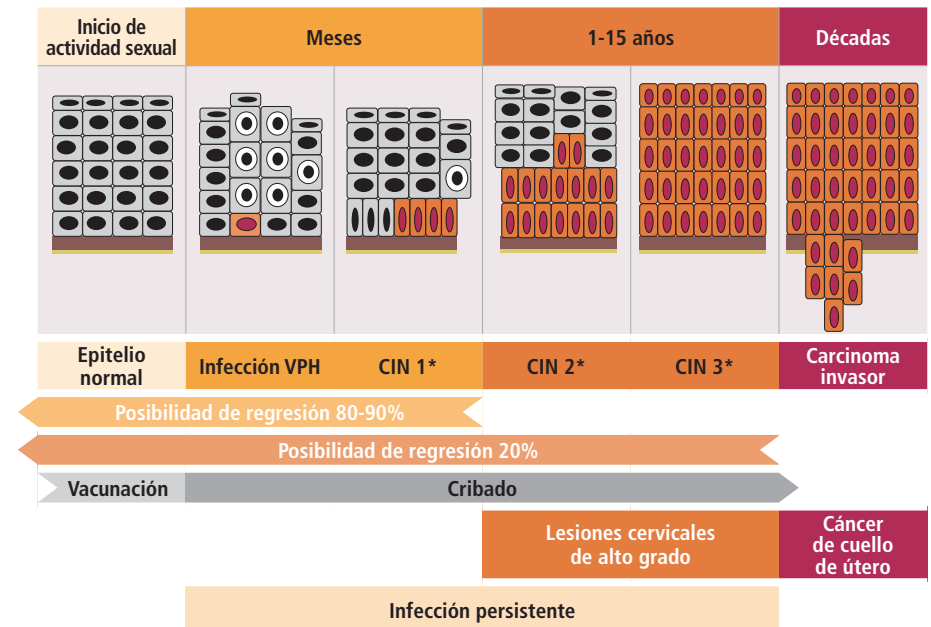 Inicio de
actividad sexual
Meses
1-15 años
Décadas
Epitelio
normal
Infección VPH
CIN 1*
CIN 2*
CIN 3*
Carcinoma
invasor
Posibilidad de regresión 80-90%
Posibilidad de regresión 20%
Vacunación
Cribado
Lesiones cervicales
de alto grado
Cáncer
de cuello
de útero
Infección persistente